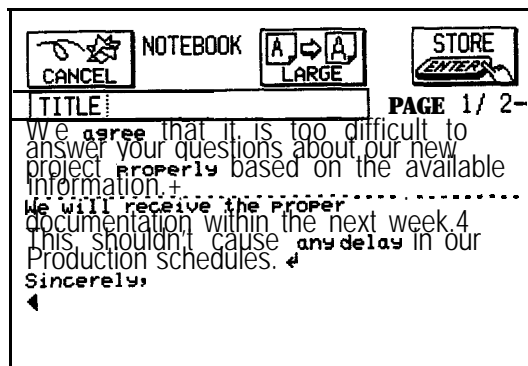 NOTEBOOK
A A
STORE
CANCEL
LARGE
ENTER
TITLE
PAGE 1/ 2
We agree that it is too difficult to
answer your questions about our new
project properly based on the available
information.+
We will receive the proper
documentation within the next week.4
This shouldn't cause any delay in our
Production schedules. ↲
Sincerely,